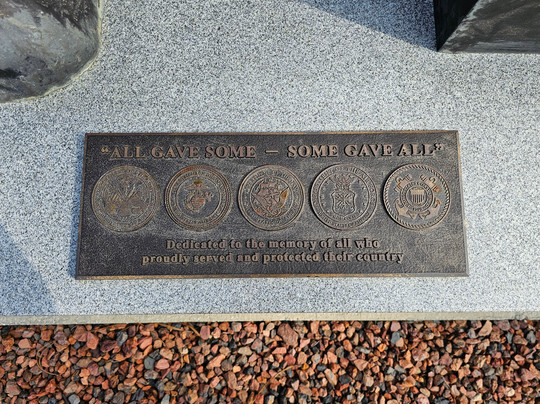 "ALL GAVE SOME — SOME GAVE ALL"
Dedicated to the memory of all who
proudly served and protected their country